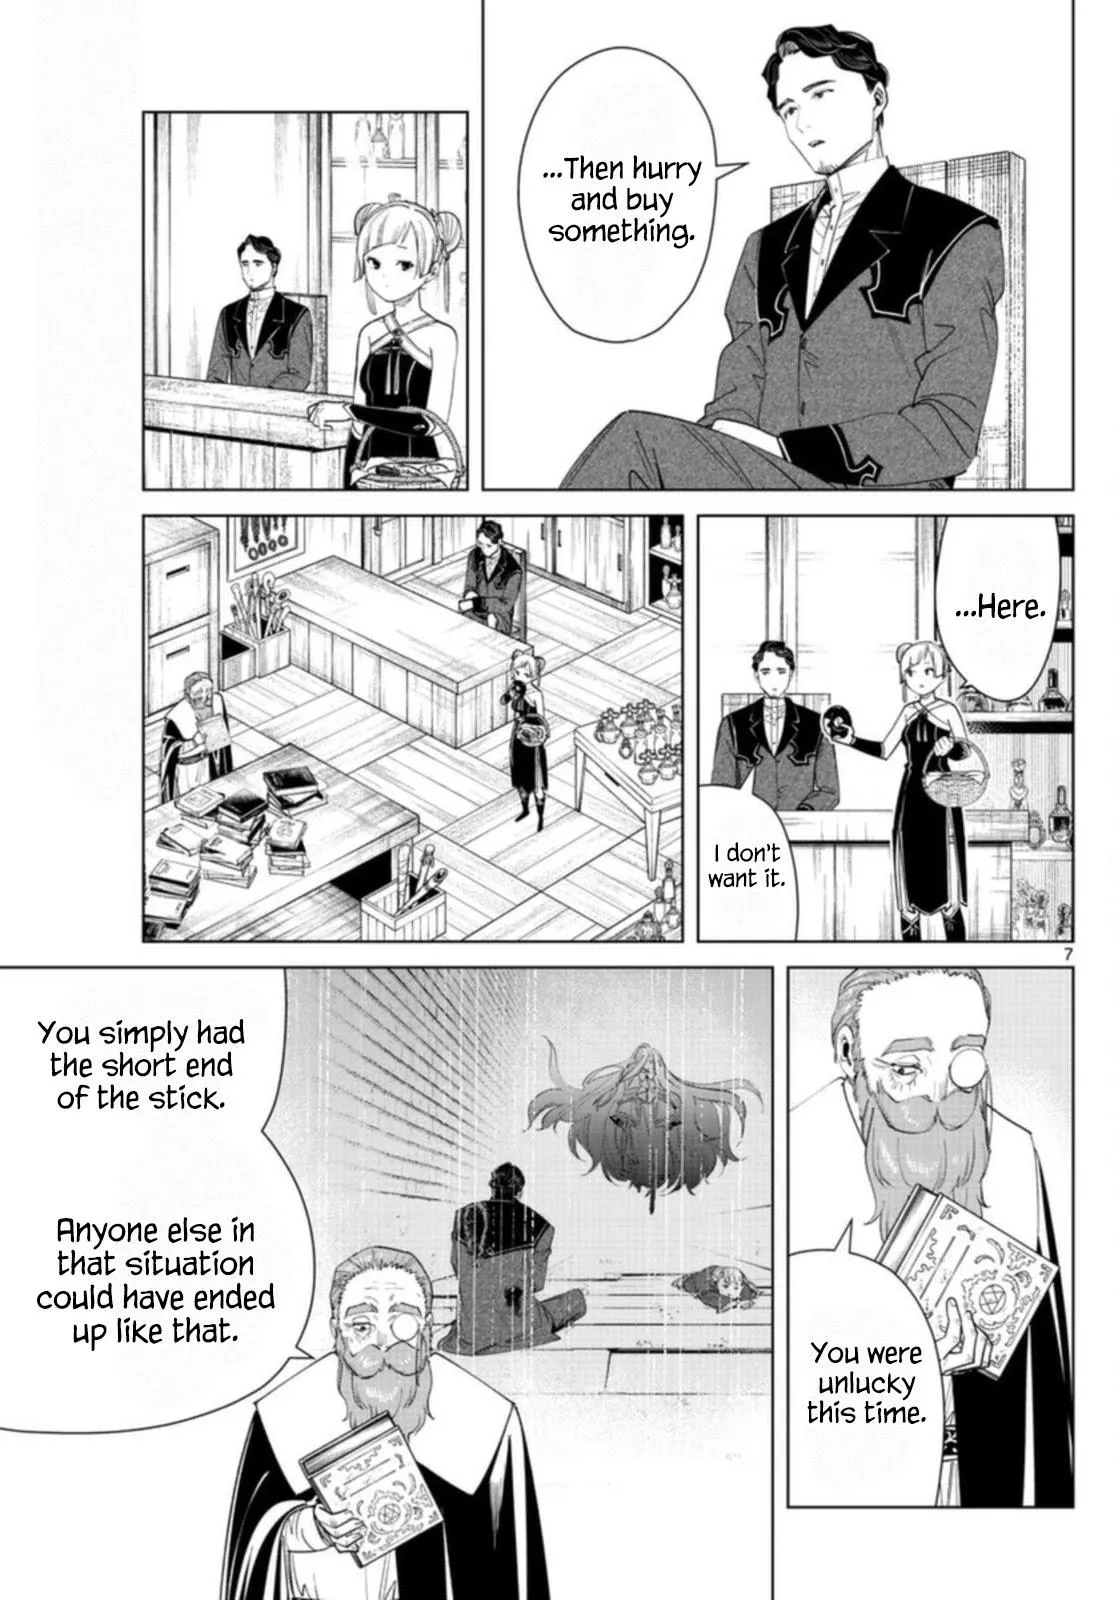 ...Then hurry
and buy
something.
...Here.
I don't
want it.
7
You were
unlucky
this time.
You simply had
the short end
of the stick.
Anyone else in
that situation
could have ended
up like that.